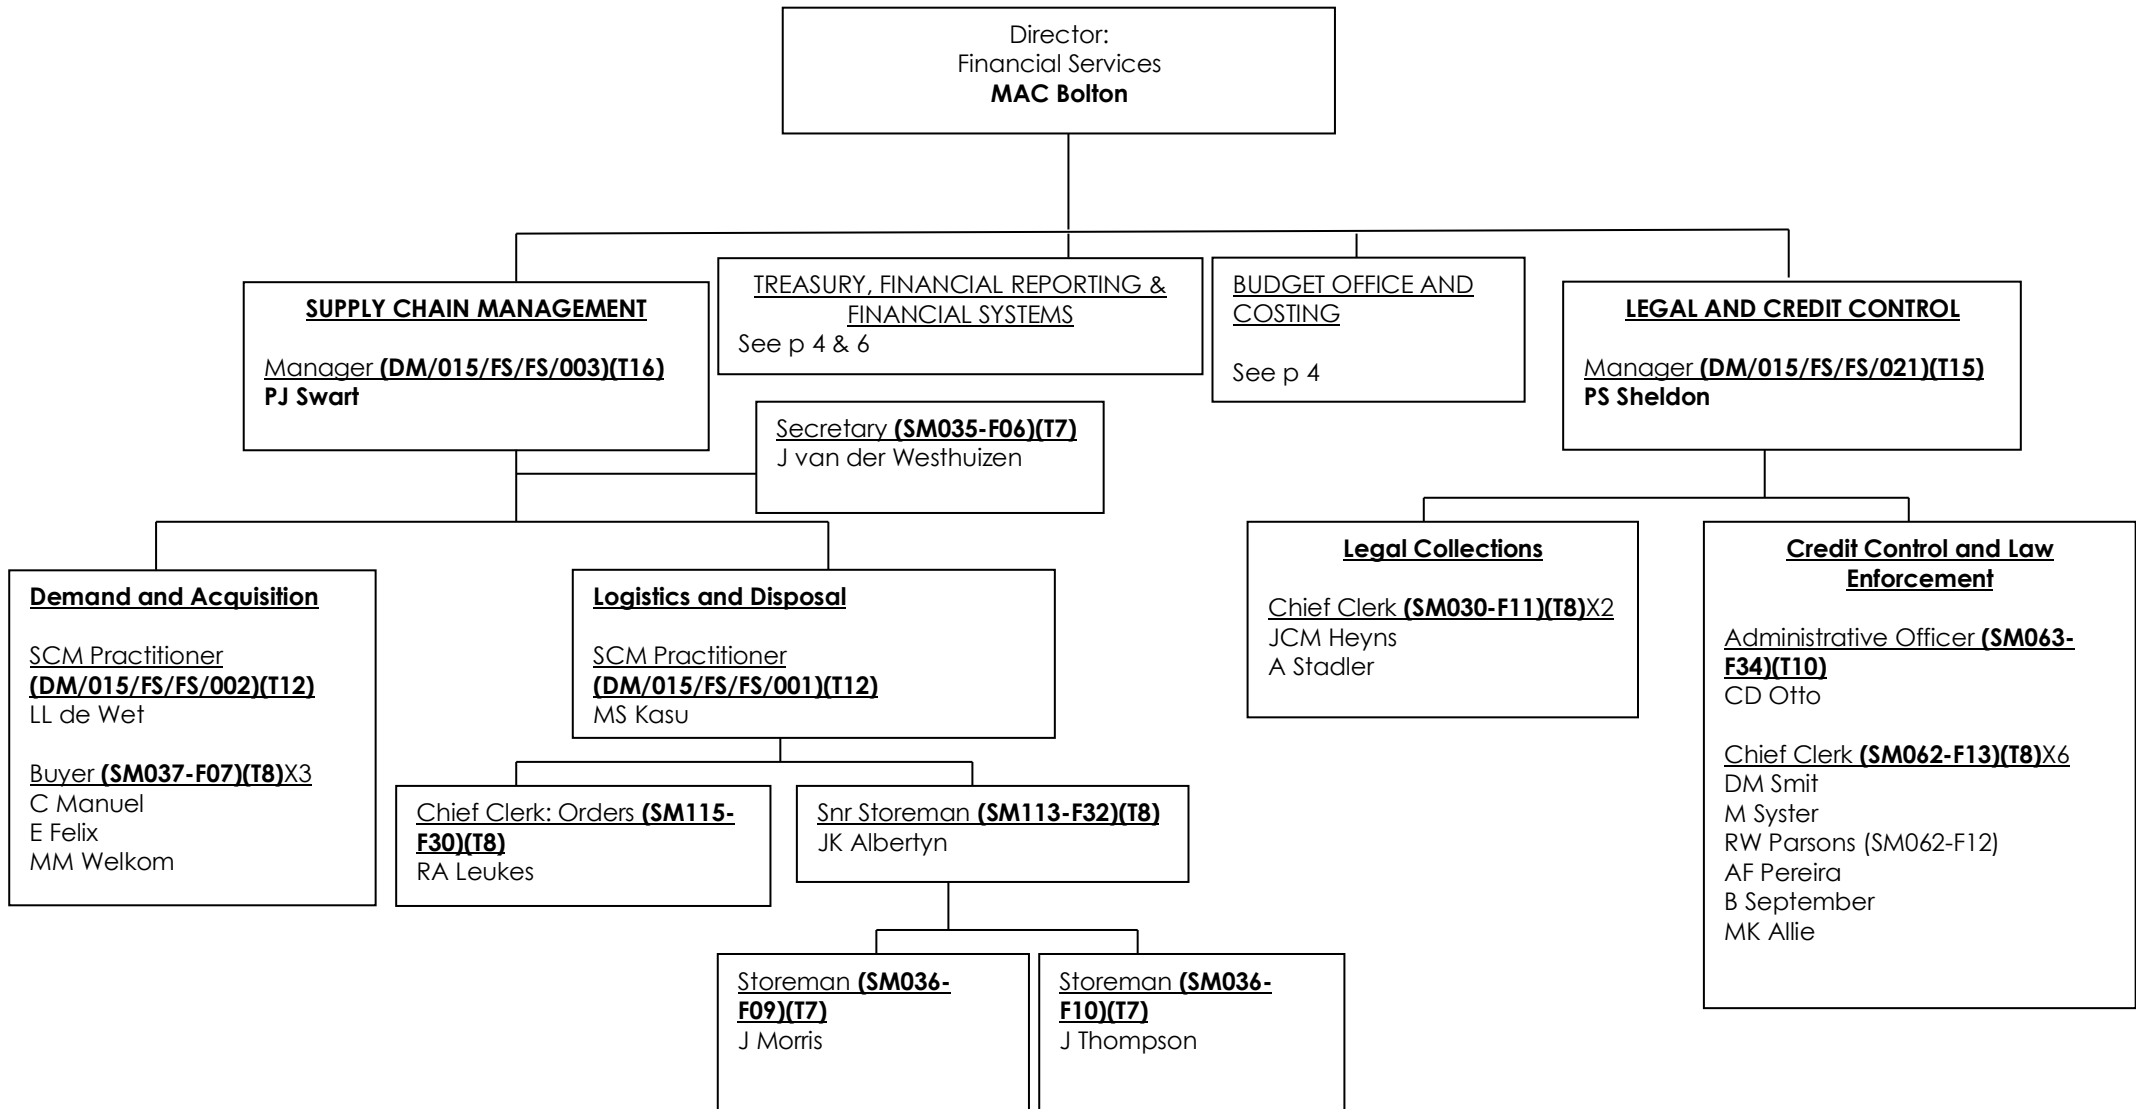 Director:
Financial Services
MAC Bolton
SUPPLY CHAIN MANAGEMENT
Manager (DM/015/FS/FS/003)(T16)
PJ Swart
TREASURY, FINANCIAL REPORTING &
FINANCIAL SYSTEMS
See p 4 & 6
BUDGET OFFICE AND
COSTING
See p 4
LEGAL AND CREDIT CONTROL
Manager (DM/015/FS/FS/021)(T15)
PS Sheldon
Secretary (SM035-F06)(T7)
J van der Westhuizen
Demand and Acquisition
SCM Practitioner
(DM/015/FS/FS/002)(T12)
LL de Wet
Buyer (SM037-F07)(T8)X3
C Manuel
E Felix
MM Welkom
Logistics and Disposal
SCM Practitioner
(DM/015/FS/FS/001)(T12)
MS Kasu
Chief Clerk: Orders (SM115-
F30)(T8)
RA Leukes
Snr Storeman (SM113-F32)(T8)
JK Albertyn
Storeman (SM036-
F09)(T7)
J Morris
Storeman (SM036-
F10)(T7)
J Thompson
Legal Collections
Chief Clerk (SM030-F11)(T8)X2
JCM Heyns
A Stadler
Credit Control and Law
Enforcement
Administrative Officer (SM063-
F34)(T10)
CD Otto
Chief Clerk (SM062-F13)(T8)X6
DM Smit
M Syster
RW Parsons (SM062-F12)
AF Pereira
B September
MK Allie